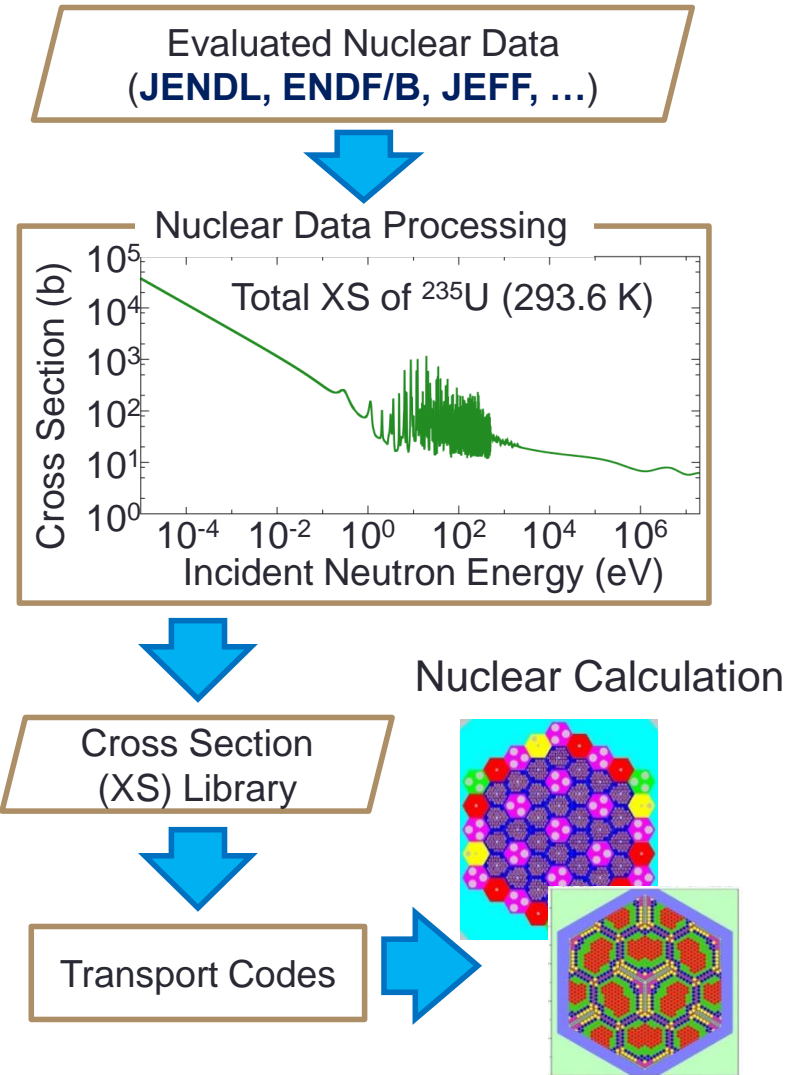 Evaluated Nuclear Data
(JENDL, ENDF/B, JEFF, …)
Nuclear Data Processing
Total XS of ²³⁵U (293.6 K)
Cross Section (b)
10⁵
10⁴
10³
10²
10¹
10⁰
10⁻⁴ 10⁻² 10⁰ 10² 10⁴ 10⁶
Incident Neutron Energy (eV)
Nuclear Calculation
Cross Section
(XS) Library
Transport Codes